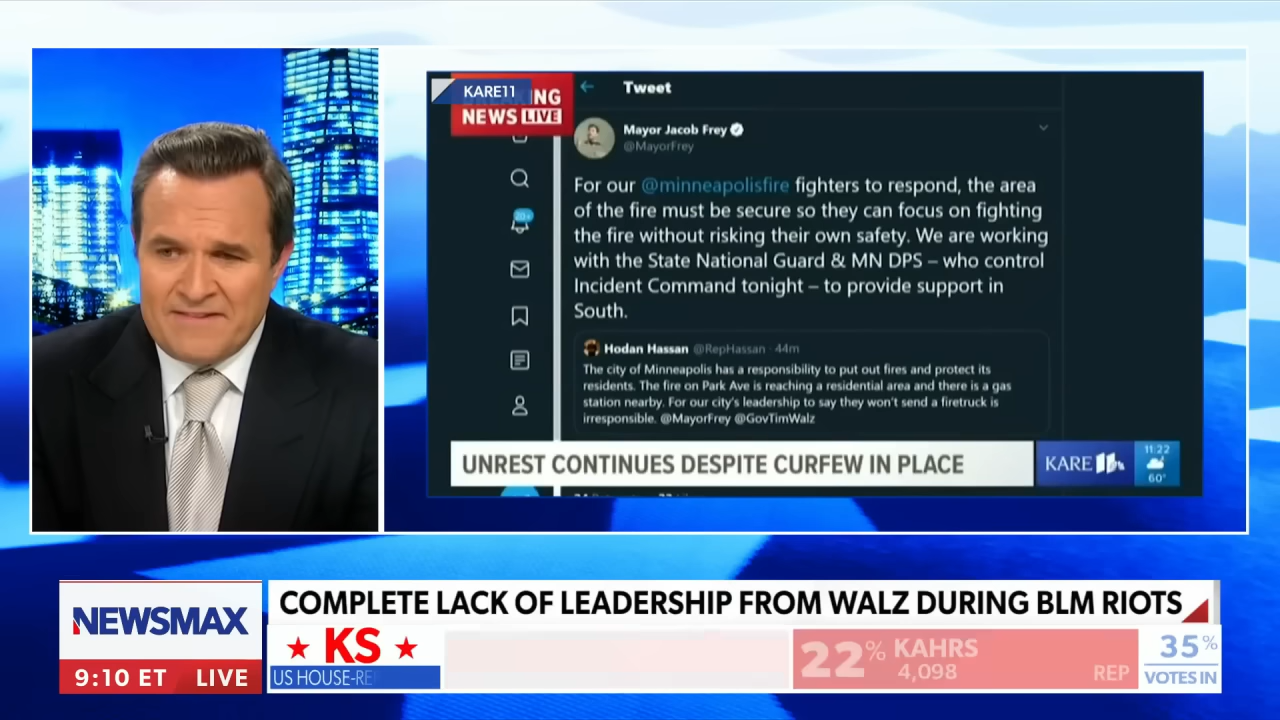 KARE11
NG
NEWS LIVE
Tweet
Mayor Jacob Frey
@MayorFrey
For our @minneapolisfire fighters to respond, the area
of the fire must be secure so they can focus on fighting
the fire without risking their own safety. We are working
with the State National Guard & MN DPS – who control
Incident Command tonight – to provide support in
South.
Hodan Hassan @RepHassan · 44m
The city of Minneapolis has a responsibility to put out fires and protect its
residents. The fire on Park Ave is reaching a residential area and there is a gas
station nearby. For our city's leadership to say they won't send a firetruck is
irresponsible. @MayorFrey @GovTimWalz
UNREST CONTINUES DESPITE CURFEW IN PLACE
KARE 11
11:22
60°
NEWSMAX
9:10 ET LIVE
COMPLETE LACK OF LEADERSHIP FROM WALZ DURING BLM RIOTS
KS
US HOUSE-RE
22% KAHRS
4,098
REP
35%
VOTES IN